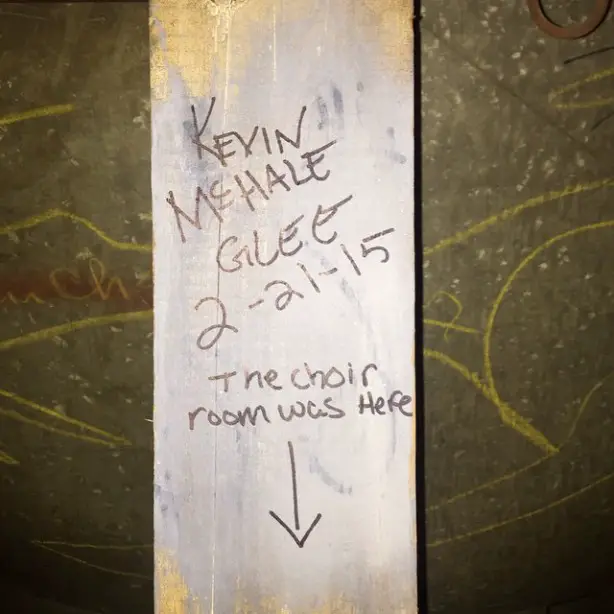 KEVIN
McHALE
GLEE
2-21-15
The choir
room was Here